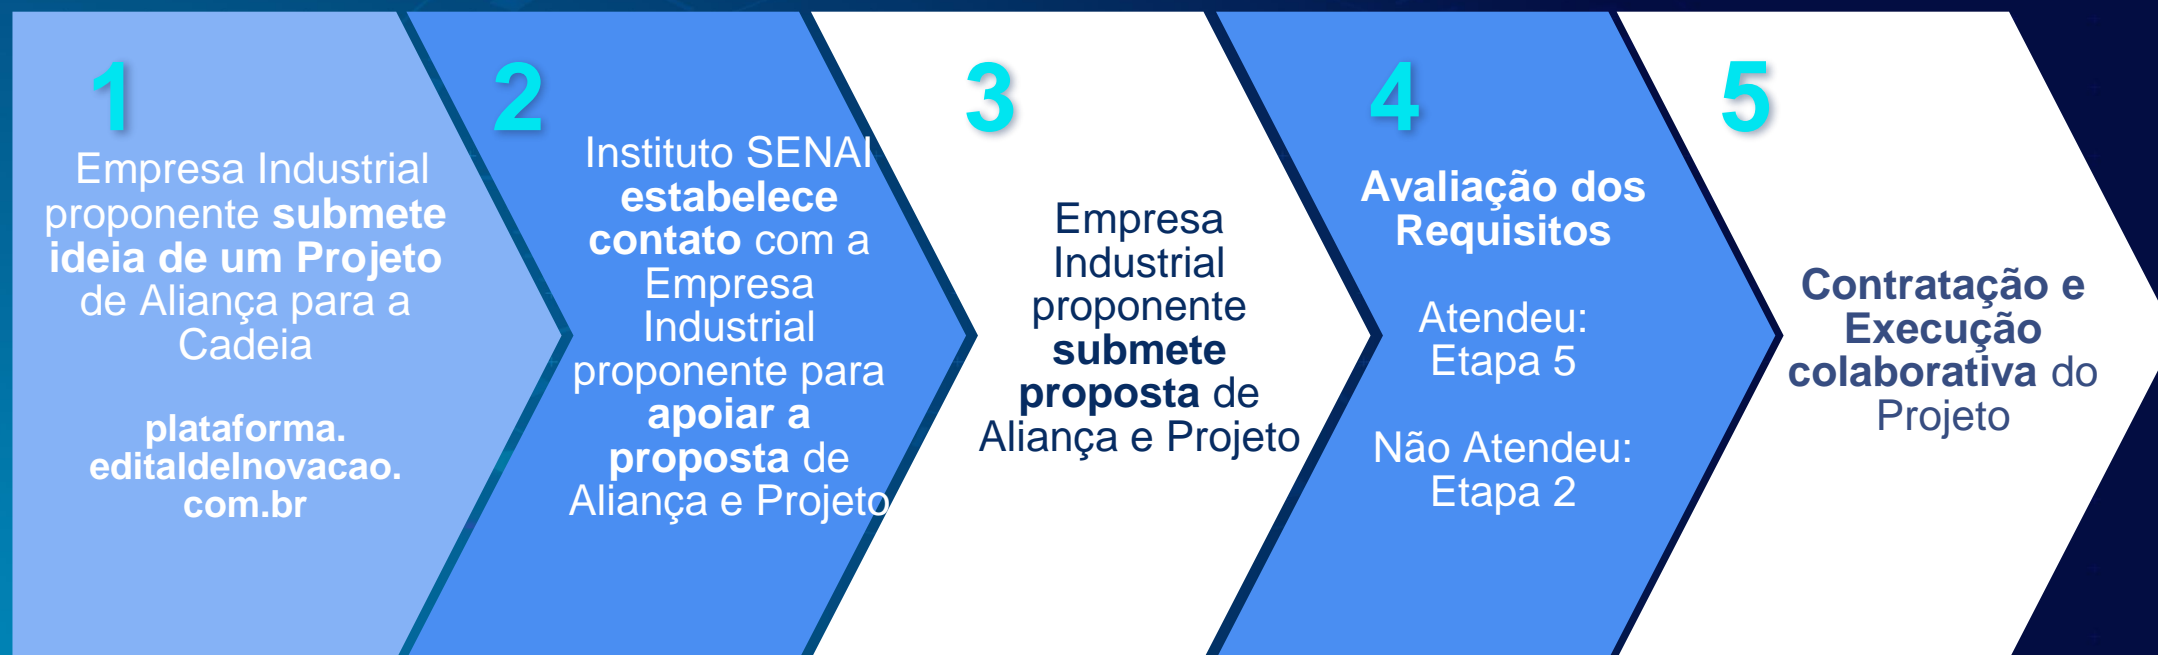 1
Empresa Industrial
proponente submete
ideia de um Projeto
de Aliança para a
Cadeia
plataforma.
editaldeInovacao.
com.br
2
Instituto SENAI
estabelece
contato com a
Empresa
Industrial
proponente para
apoiar a
proposta de
Aliança e Projeto
3
Empresa
Industrial
proponente
submete
proposta de
Aliança e Projeto
4
Avaliação dos
Requisitos
Atendeu:
Etapa 5
Não Atendeu:
Etapa 2
5
Contratação e
Execução
colaborativa do
Projeto